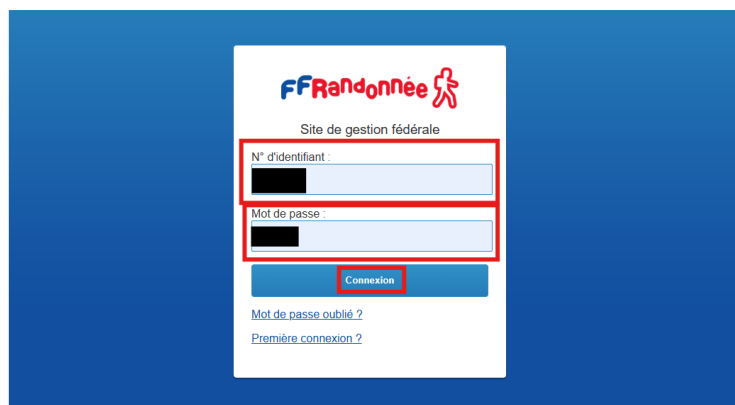 FFRandonnée
Site de gestion fédérale
N° d'identifiant :
Mot de passe :
Connexion
Mot de passe oublié ?
Première connexion ?